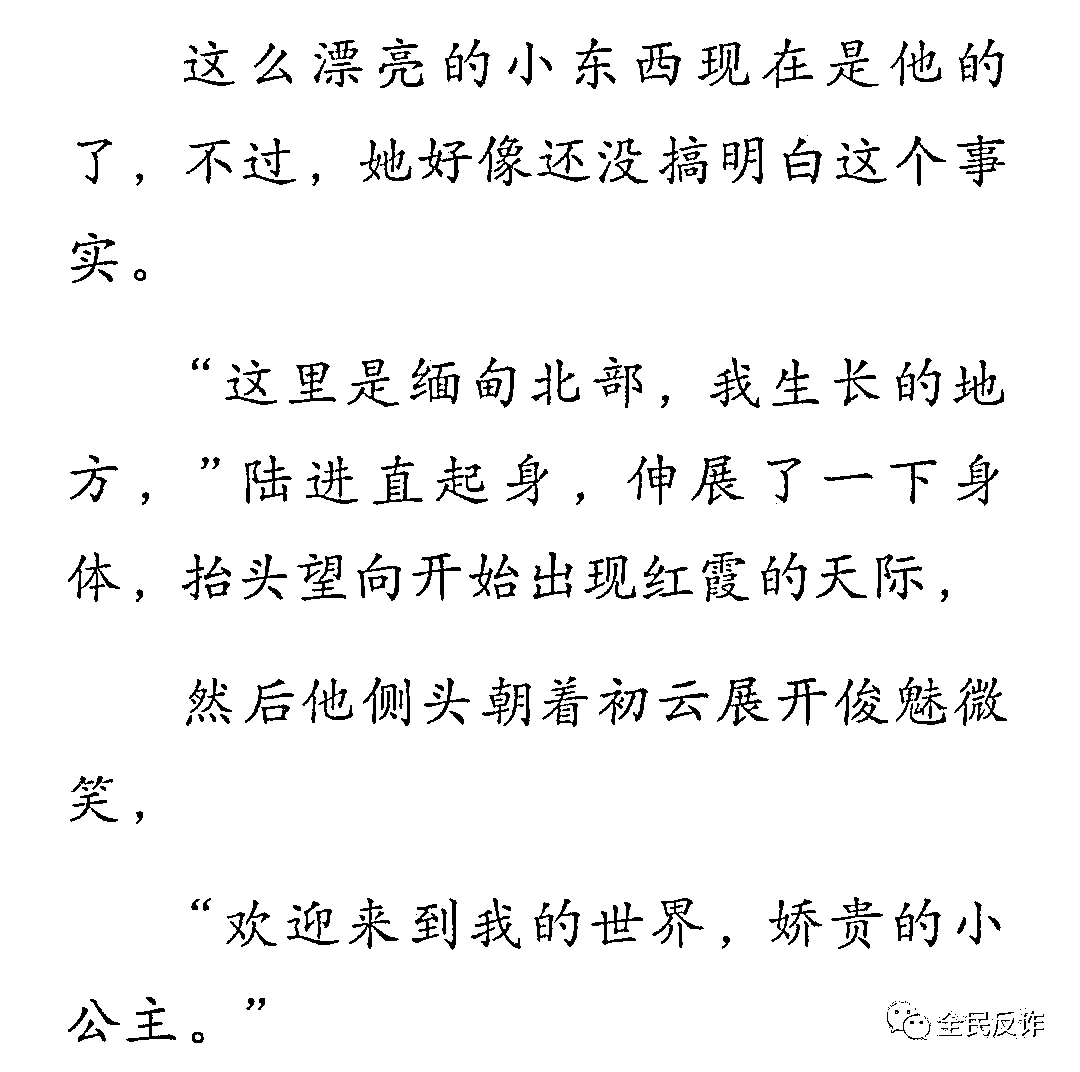 这么漂亮的小东西现在是他的
了，不过，她好像还没搞明白这个事
实。
“这里是缅甸北部，我生长的地
方，”陆进直起身，伸展了一下身
体，抬头望向开始出现红霞的天际，
然后他侧头朝着初云展开俊魅微
笑，
“欢迎来到我的世界，娇贵的小
公主。”
全民反诈